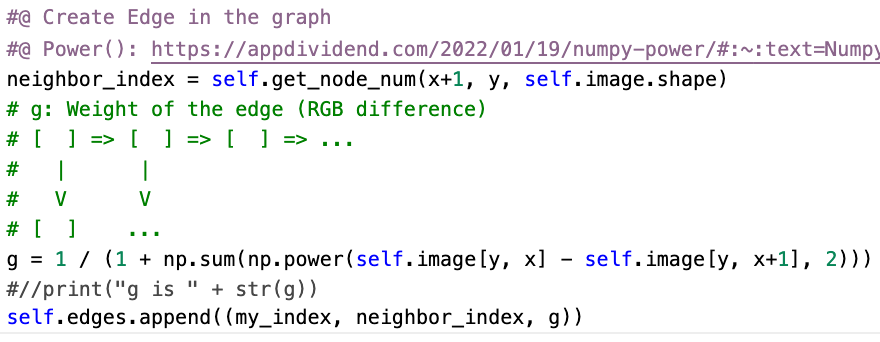 #@ Create Edge in the graph
#@ Power(): https://appdividend.com/2022/01/19/numpy-power/#:~:text=Numpy
neighbor_index = self.get_node_num(x+1, y, self.image.shape)
# g: Weight of the edge (RGB difference)
# [  ] => [  ] => [  ] => ...
#   |      |
#   V      V
# [  ]    ...
g = 1 / (1 + np.sum(np.power(self.image[y, x] - self.image[y, x+1], 2)))
#//print("g is " + str(g))
self.edges.append((my_index, neighbor_index, g))